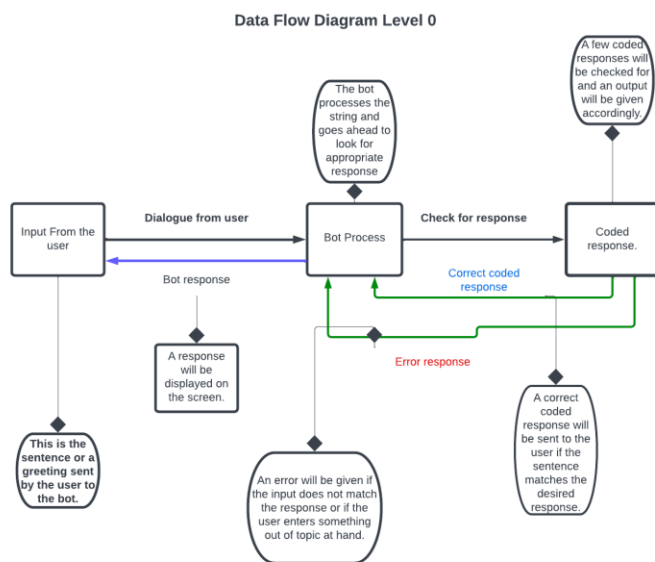 Data Flow Diagram Level 0
A few coded
responses will
be checked for
and an output
will be given
accordingly.
The bot
processes the
string and
goes ahead to
look for
appropriate
response
Input From the
user
Dialogue from user
Bot Process
Check for response
Coded
response.
Bot response
Correct coded
response
A response
will be
displayed on
the screen.
Error response
This is the
sentence or a
greeting sent
by the user to
the bot.
An error will be given if
the input does not match
the response or if the
user enters something
out of topic at hand.
A correct
coded
response will
be sent to the
user if the
sentence
matches the
desired
response.